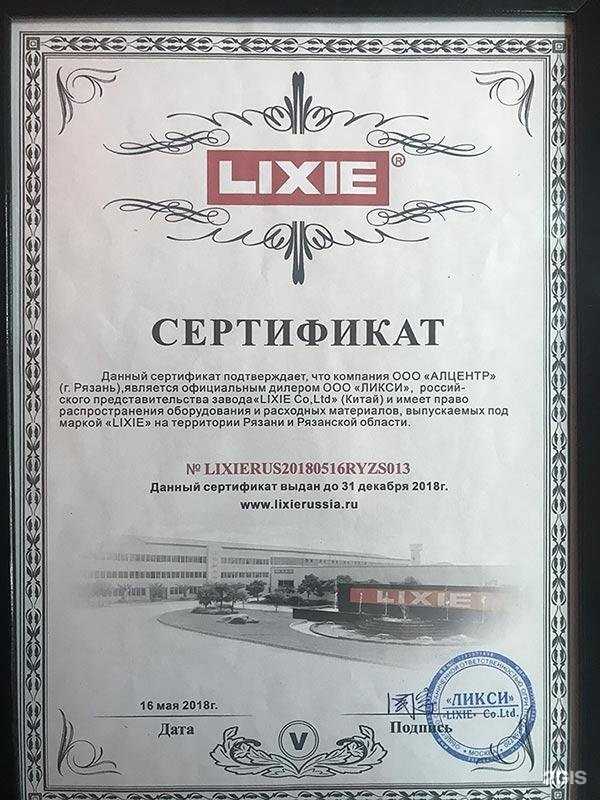 LIXIE®
СЕРТИФИКАТ
Данный сертификат подтверждает, что компания ООО «АЛЦЕНТР»
(г. Рязань),является официальным дилером ООО «ЛИКСИ», россий-
ского представительства завода«LIXIE Co,Ltd» (Китай) и имеет право
распространения оборудования и расходных материалов, выпускаемых под
маркой «LIXIE» на территории Рязани и Рязанской области.
№ LIXIERUS20180516RYZS013
Данный сертификат выдан до 31 декабря 2018г.
www.lixierussia.ru
LIXIE
16 мая 2018г.
Дата
Подпись
"ЛИКСИ"
LIXIE Co.Ltd.
МОСКВА
V
2GIS